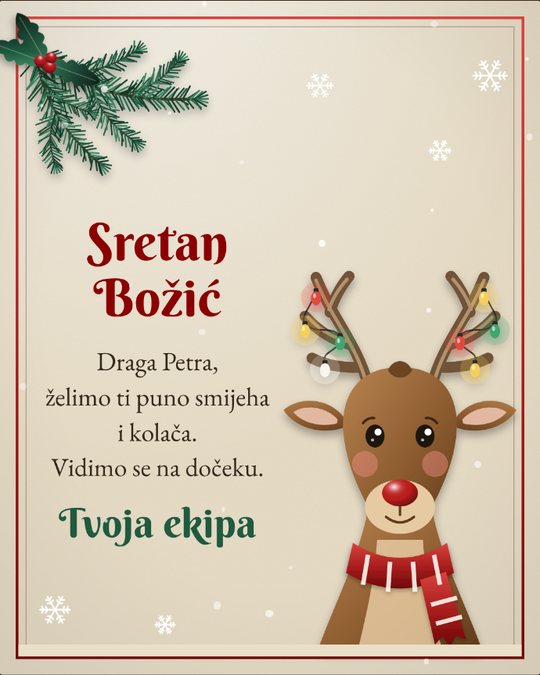 Sretan
Božić
Draga Petra,
želimo ti puno smijeha
i kolača.
Vidimo se na dočeku.
Tvoja ekipa